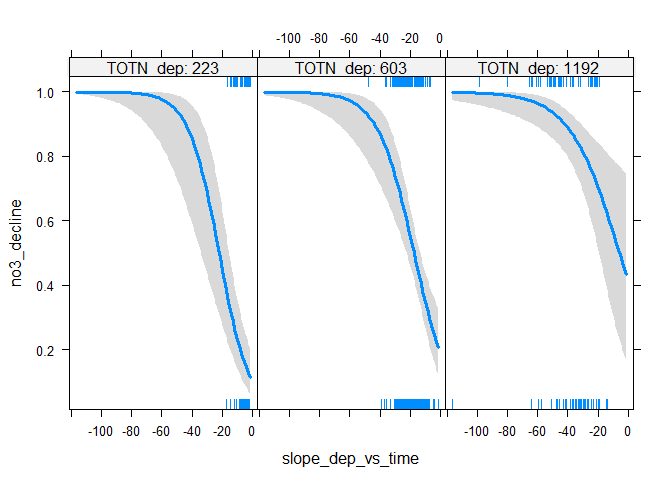 -100 -80 -60 -40 -20 0
TOTN_dep: 223 TOTN_dep: 603 TOTN_dep: 1192
1.0
0.8
0.6
0.4
0.2
no3_decline
-100 -80 -60 -40 -20 0 -100 -80 -60 -40 -20 0
slope_dep_vs_time